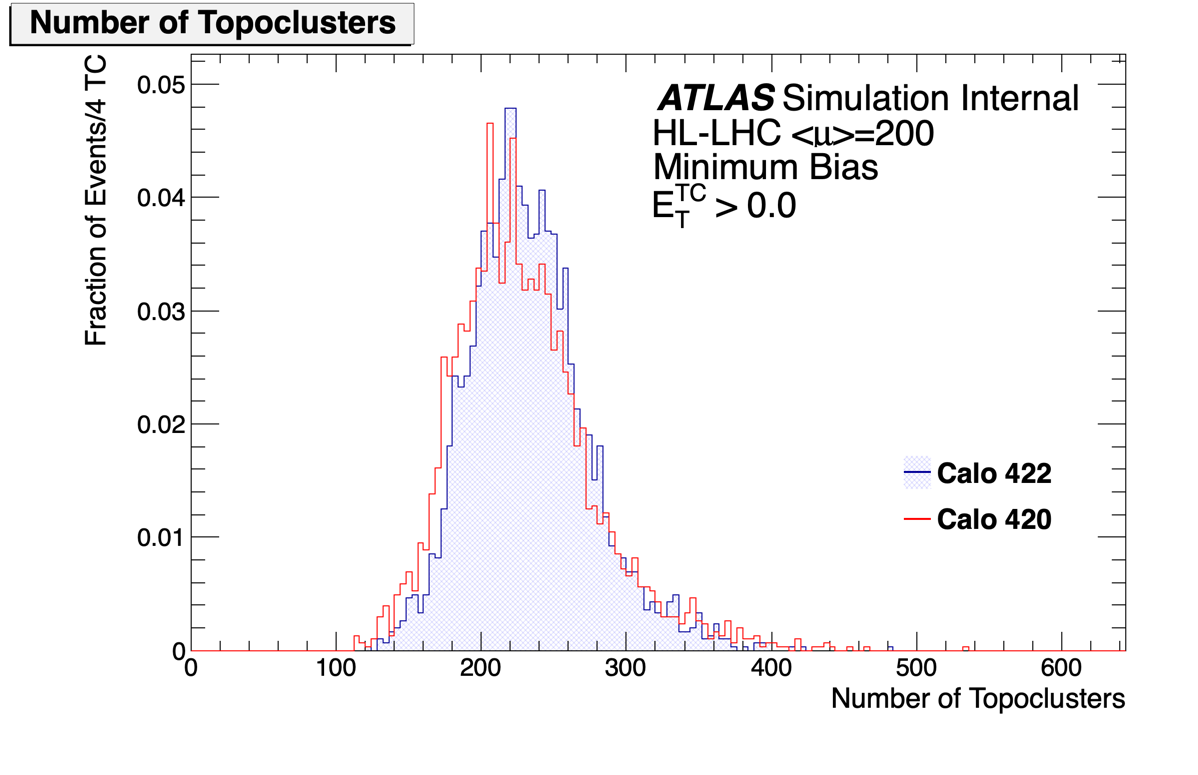 Number of Topoclusters
Fraction of Events/4 TC
0.05
0.04
0.03
0.02
0.01
0
ATLAS Simulation Internal
HL-LHC <μ>=200
Minimum Bias
E_T^TC > 0.0
Calo 422
Calo 420
0 100 200 300 400 500 600
Number of Topoclusters